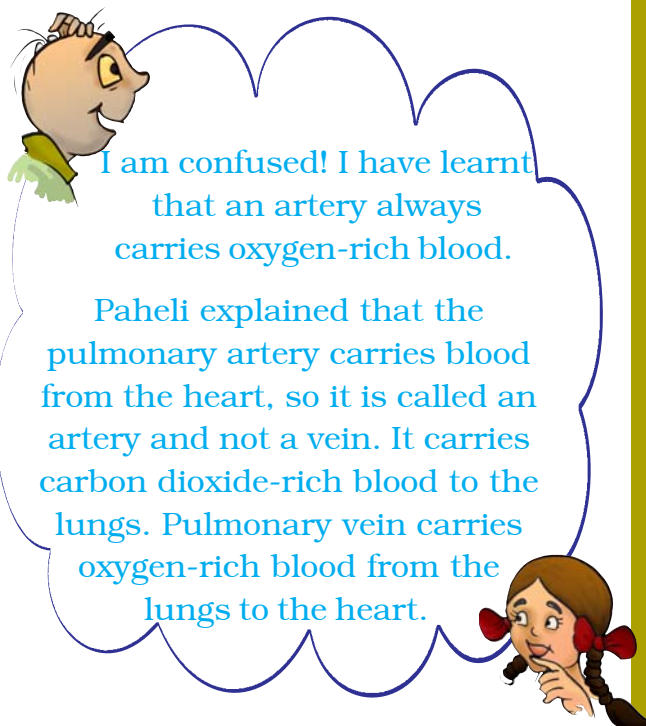 I am confused! I have learnt
that an artery always
carries oxygen-rich blood.
Paheli explained that the
pulmonary artery carries blood
from the heart, so it is called an
artery and not a vein. It carries
carbon dioxide-rich blood to the
lungs. Pulmonary vein carries
oxygen-rich blood from the
lungs to the heart.